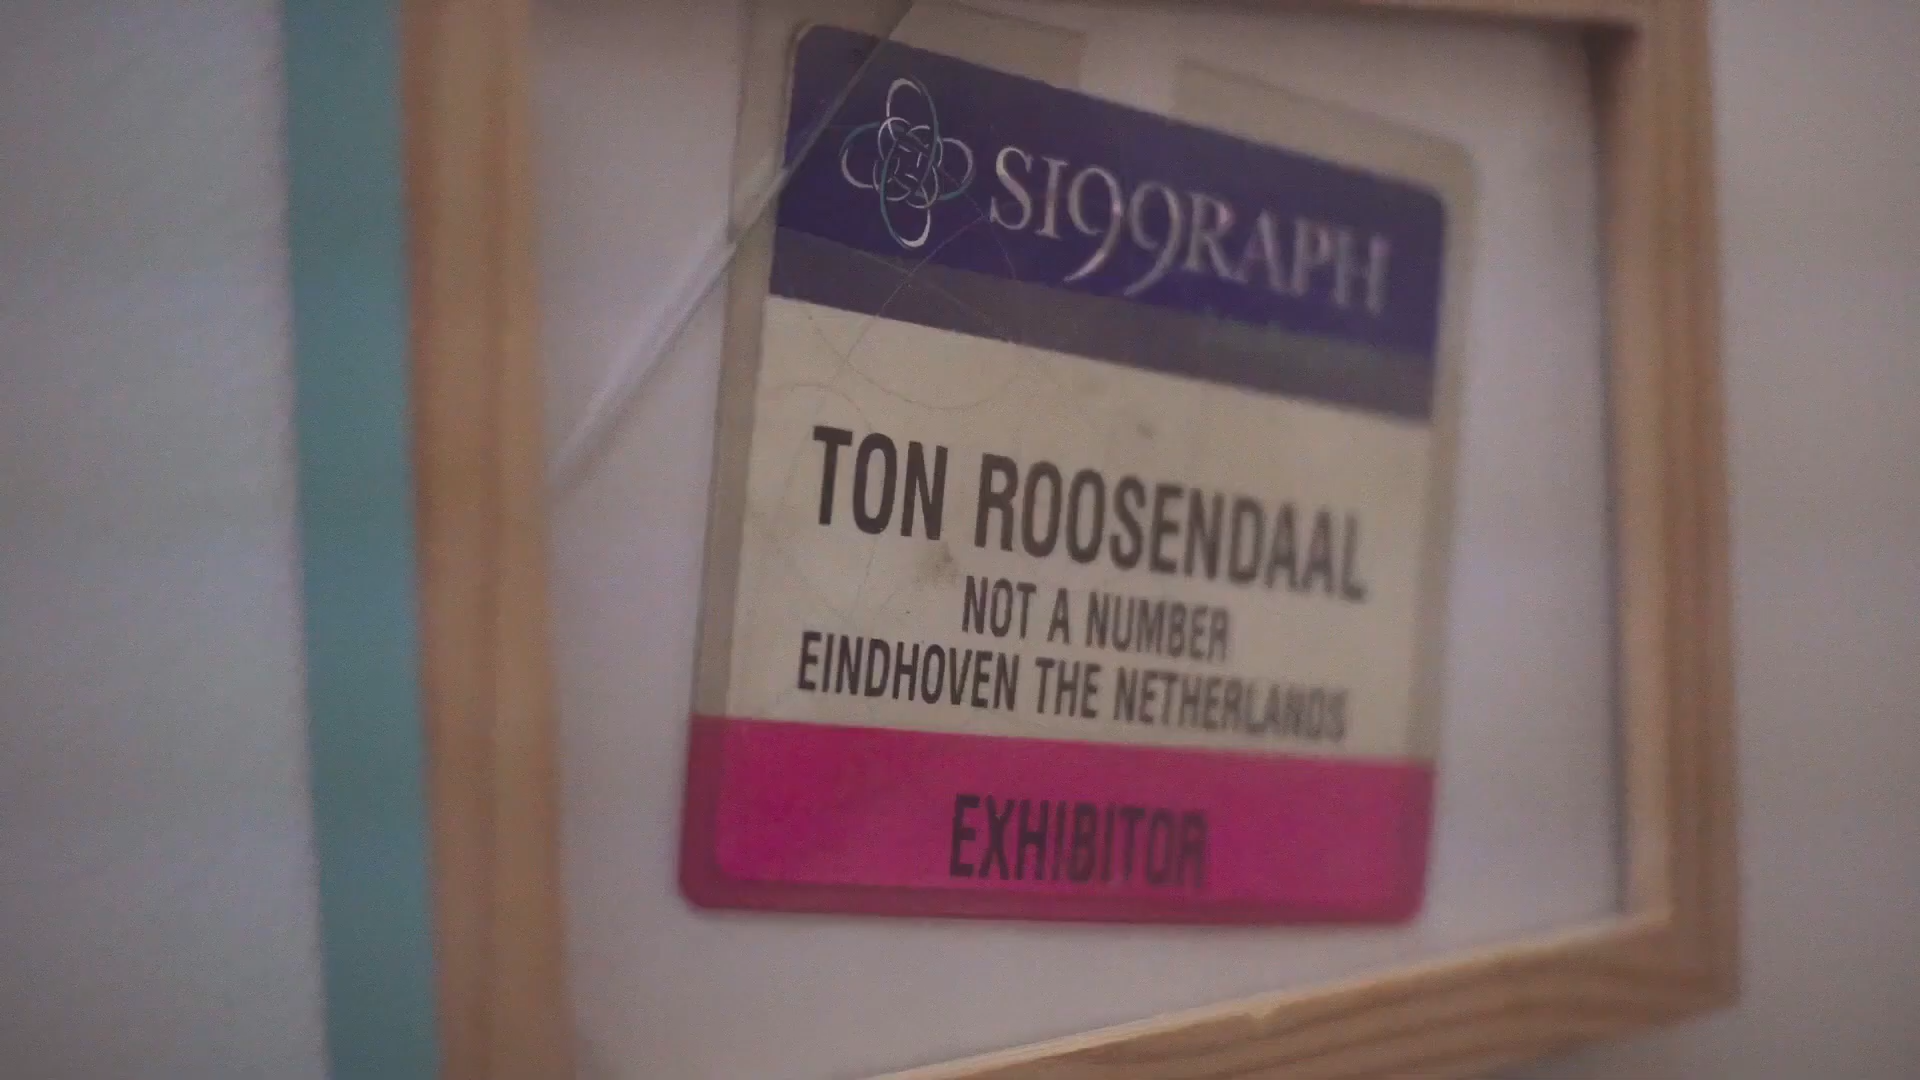 SI99RAPH
TON ROOSENDAAL
NOT A NUMBER
EINDHOVEN THE NETHERLANDS
EXHIBITOR